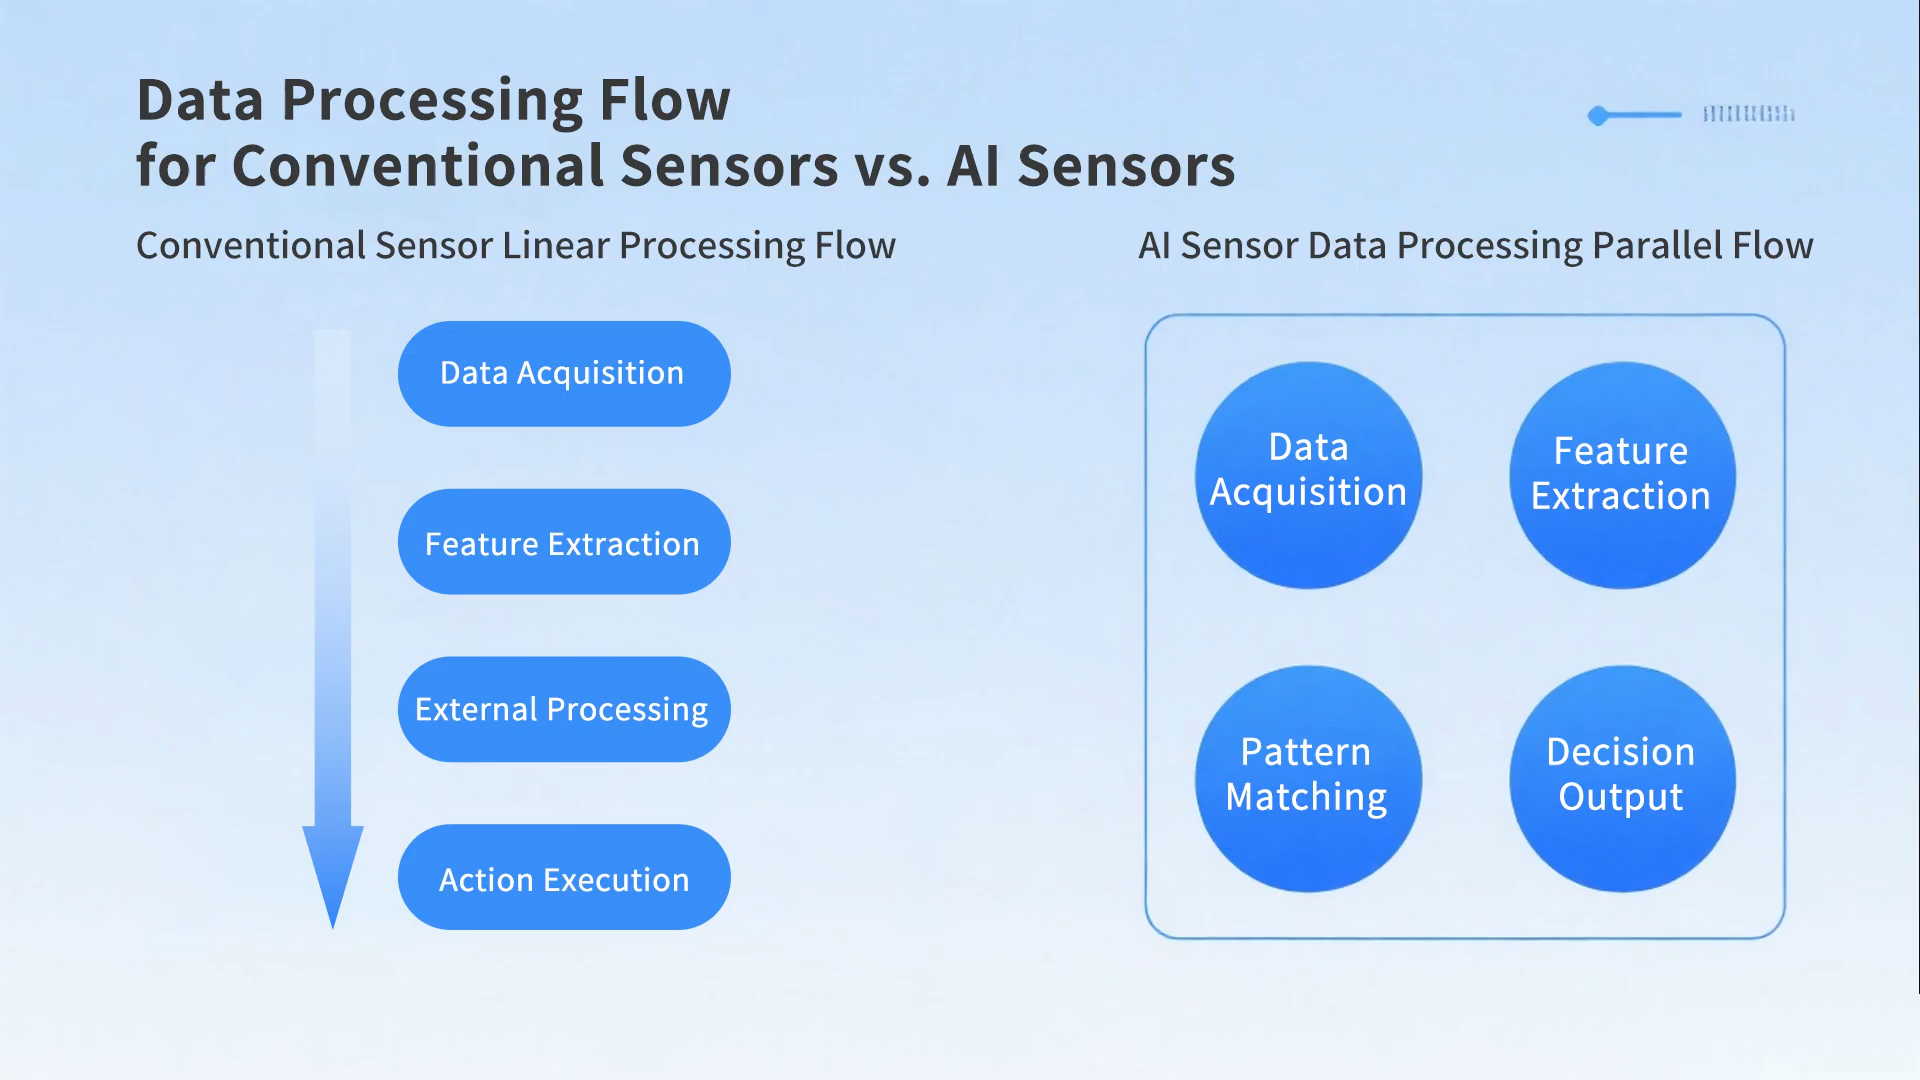 Data Processing Flow
for Conventional Sensors vs. AI Sensors
Conventional Sensor Linear Processing Flow
Data Acquisition
Feature Extraction
External Processing
Action Execution
AI Sensor Data Processing Parallel Flow
Data
Acquisition
Feature
Extraction
Pattern
Matching
Decision
Output